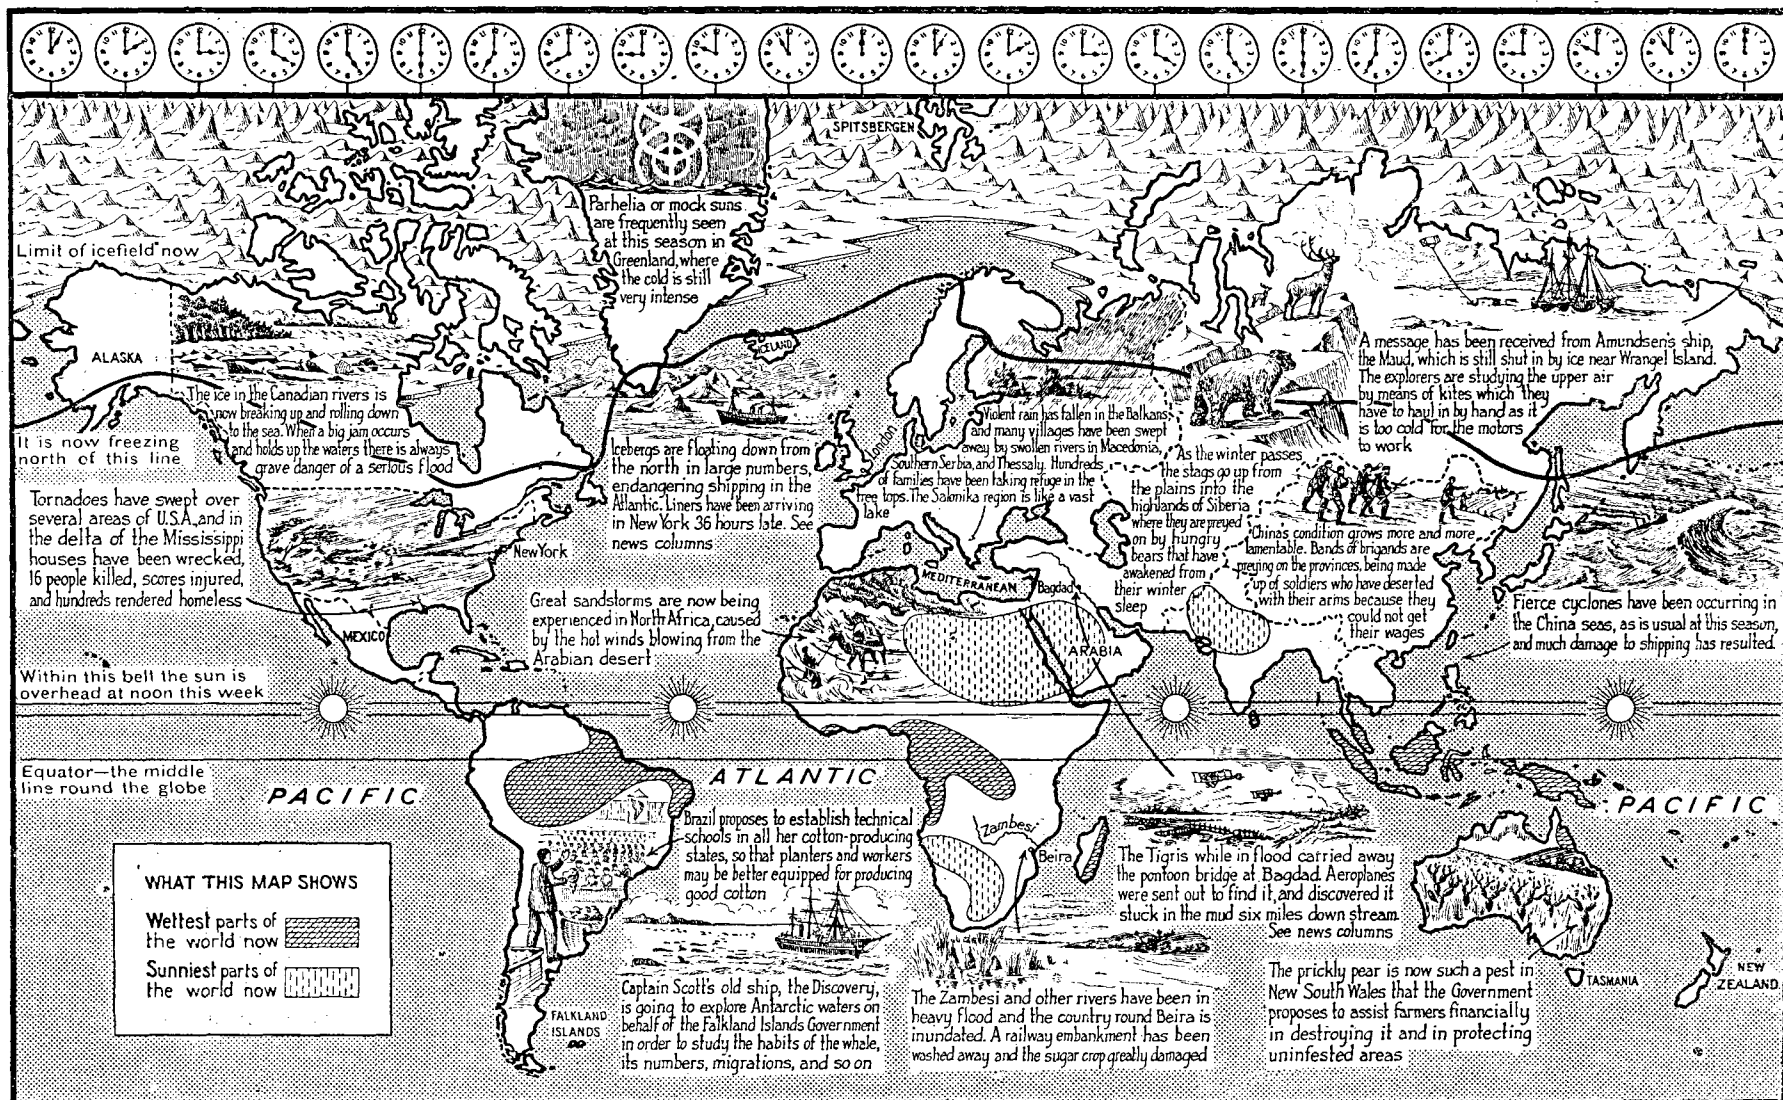 SPITSBERGEN
Parhelia or mock suns
are frequently seen
at this season in
Greenland, where
the cold is still
very intense
Limit of icefield now
ALASKA
ICELAND
The ice in the Canadian rivers is
now breaking up and rolling down
to the sea. When a big jam occurs
and holds up the waters there is always
grave danger of a serious flood
It is now freezing
north of this line
A message has been received from Amundsen's ship,
the Maud, which is still shut in by ice near Wrangel Island.
The explorers are studying the upper air
by means of kites which they
have to haul in by hand as it
is too cold for the motors
to work
Icebergs are floating down from
the north in large numbers,
endangering shipping in the
Atlantic. Liners have been arriving
in New York 36 hours late. See
news columns
London
Violent rain has fallen in the Balkans
and many villages have been swept
away by swollen rivers in Macedonia,
Southern Serbia, and Thessaly. Hundreds
of families have been taking refuge in the
tree tops. The Salonika region is like a vast
lake
As the winter passes
the stags go up from
the plains into the
highlands of Siberia
where they are preyed
on by hungry
bears that have
awakened from
their winter
sleep
Tornadoes have swept over
several areas of U.S.A., and in
the delta of the Mississippi
houses have been wrecked,
16 people killed, scores injured,
and hundreds rendered homeless
New York
MEXICO
China's condition grows more and more
lamentable. Bands of brigands are
preying on the provinces, being made
up of soldiers who have deserted
with their arms because they
could not get
their wages
Fierce cyclones have been occurring in
the China seas, as is usual at this season,
and much damage to shipping has resulted.
MEDITERRANEAN
Bagdad
ARABIA
Great sandstorms are now being
experienced in North Africa, caused
by the hot winds blowing from the
Arabian desert
Within this bell the sun is
overhead at noon this week
Equator—the middle
line round the globe
PACIFIC
ATLANTIC
PACIFIC
Brazil proposes to establish technical
schools in all her cotton-producing
states, so that planters and workers
may be better equipped for producing
good cotton
Zambesi
Beira
The Tigris while in flood carried away
the pontoon bridge at Bagdad. Aeroplanes
were sent out to find it, and discovered it
stuck in the mud six miles down stream.
See news columns
WHAT THIS MAP SHOWS
Wettest parts of
the world now
Sunniest parts of
the world now
FALKLAND
ISLANDS
Captain Scott's old ship, the Discovery,
is going to explore Antarctic waters on
behalf of the Falkland Islands Government
in order to study the habits of the whale,
its numbers, migrations, and so on
The Zambesi and other rivers have been in
heavy flood and the country round Beira is
inundated. A railway embankment has been
washed away and the sugar crop greatly damaged
The prickly pear is now such a pest in
New South Wales that the Government
proposes to assist farmers financially
in destroying it and in protecting
uninfested areas
TASMANIA
NEW
ZEALAND